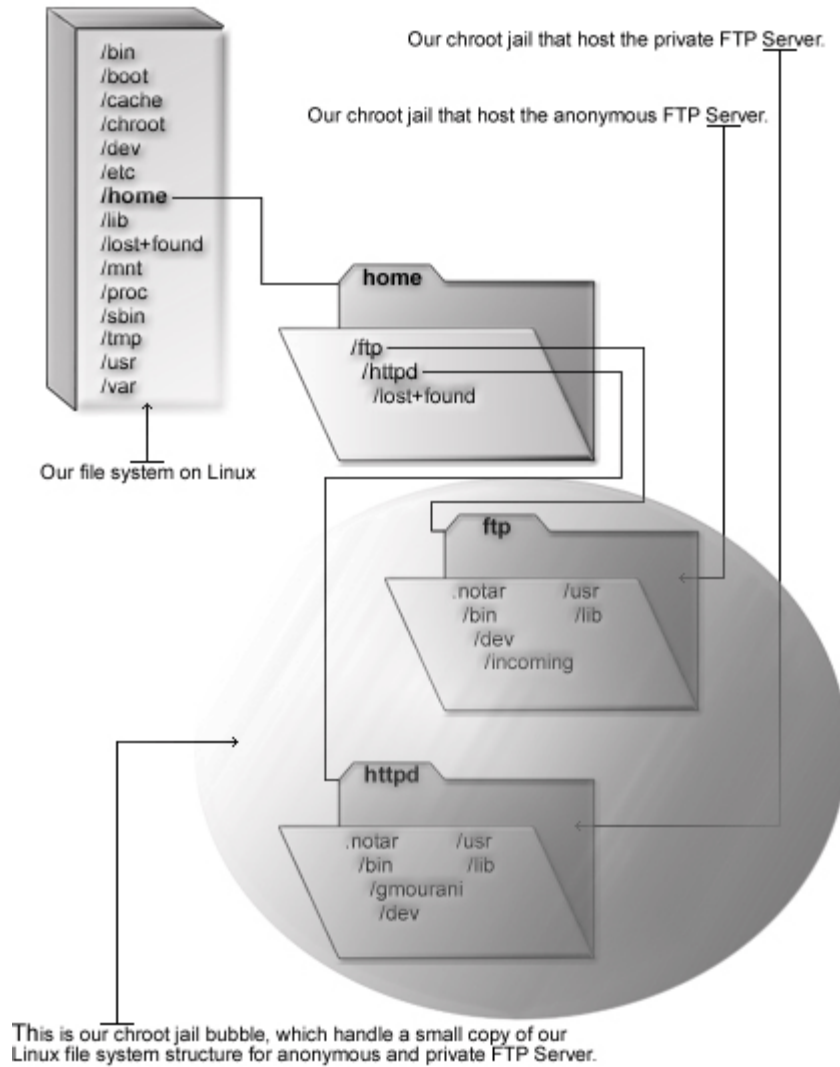 Our chroot jail that host the private FTP Server.
Our chroot jail that host the anonymous FTP Server.
/bin
/boot
/cache
/chroot
/dev
/etc
/home
/lib
/lost+found
/mnt
/proc
/sbin
/tmp
/usr
/var
Our file system on Linux
home
/ftp
/httpd
/lost+found
ftp
.notar /usr
/bin /lib
/dev
/incoming
httpd
.notar /usr
/bin /lib
/gmourani
/dev
This is our chroot jail bubble, which handle a small copy of our
Linux file system structure for anonymous and private FTP Server.